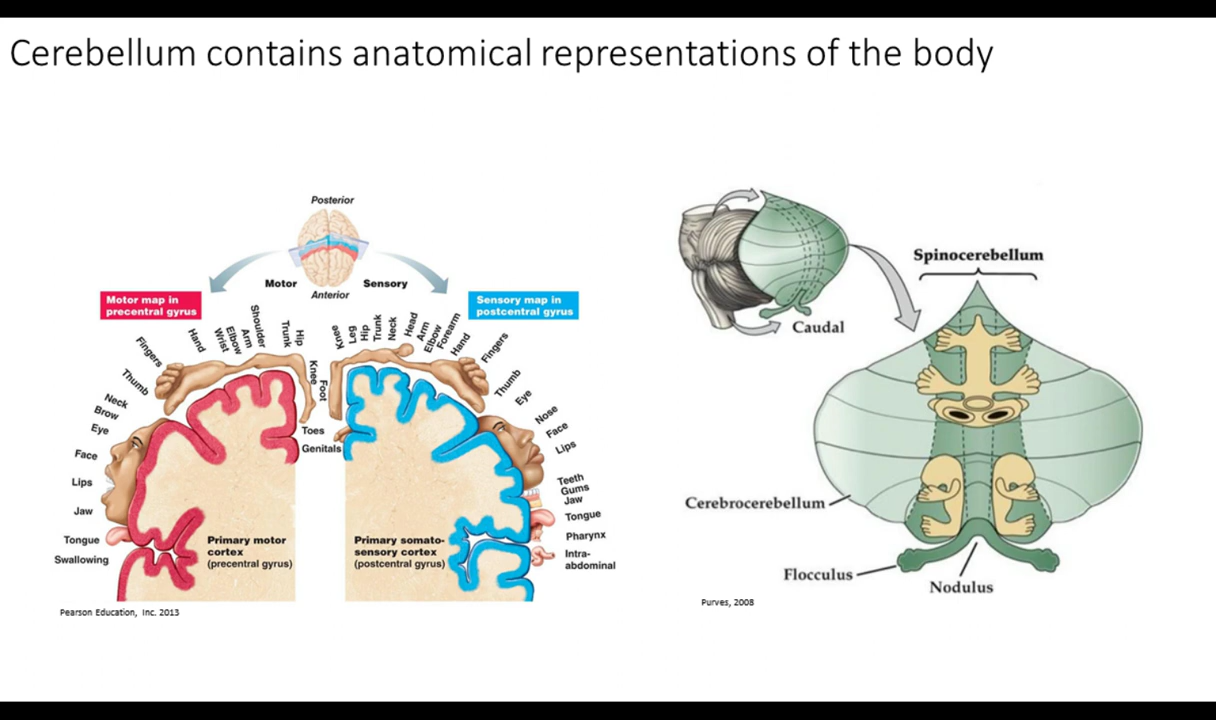 Cerebellum contains anatomical representations of the body
Posterior
Motor
Sensory
Anterior
Motor map in
precentral gyrus
Sensory map in
postcentral gyrus
Swallowing
Tongue
Jaw
Lips
Face
Eye
Brow
Neck
Thumb
Fingers
Hand
Wrist
Elbow
Arm
Shoulder
Trunk
Hip
Knee
Foot
Toes
Genitals
Knee
Leg
Hip
Trunk
Neck
Head
Arm
Elbow
Forearm
Hand
Fingers
Thumb
Eye
Nose
Face
Lips
Teeth
Gums
Jaw
Tongue
Pharynx
Intra-
abdominal
Primary motor
cortex
(precentral gyrus)
Primary somato-
sensory cortex
(postcentral gyrus)
Pearson Education, Inc. 2013
Caudal
Spinocerebellum
Cerebrocerebellum
Flocculus
Nodulus
Purves, 2008